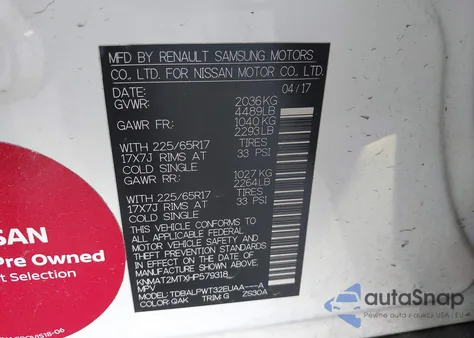 MFD BY RENAULT SAMSUNG MOTORS
CO., LTD. FOR NISSAN MOTOR CO., LTD.
DATE: 04/17
GVWR: 2036KG
4489LB
GAWR FR: 1040 KG
2293LB
WITH 225/65R17 TIRES
17X7J RIMS AT 33 PSI
COLD SINGLE
GAWR RR: 1027 KG
2264LB
WITH 225/65R17 TIRES
17X7J RIMS AT 33 PSI
COLD SINGLE
THIS VEHICLE CONFORMS TO
ALL APPLICABLE U.S. FEDERAL
MOTOR VEHICLE SAFETY AND
THEFT PREVENTION STANDARDS
IN EFFECT ON THE DATE OF
MANUFACTURE SHOWN ABOVE.
KNMAT2MTXHP579318
MPV
MODEL:TDBALPWT32EUAA---A
COLOR:QAK TRIM:G ZS30A
SSAN
Pre Owned
t Selection
autoSnap